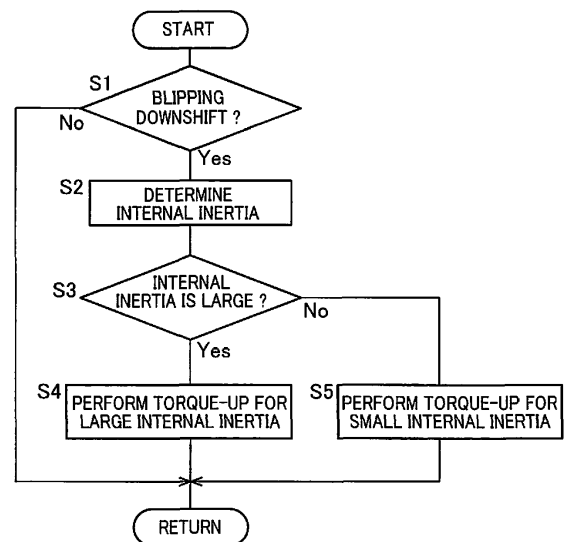 START
S1
BLIPPING
DOWNSHIFT ?
No
Yes
S2
DETERMINE
INTERNAL INERTIA
S3
INTERNAL
INERTIA IS LARGE ?
No
Yes
S4
PERFORM TORQUE-UP FOR
LARGE INTERNAL INERTIA
S5
PERFORM TORQUE-UP FOR
SMALL INTERNAL INERTIA
RETURN